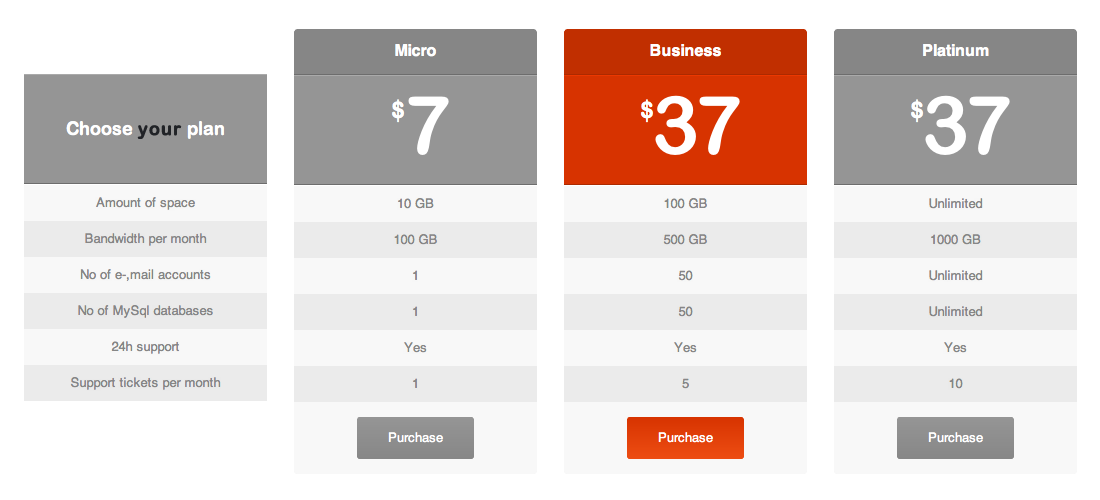 Micro Business Platinum
Choose your plan $7 $37 $37
Amount of space 10 GB 100 GB Unlimited
Bandwidth per month 100 GB 500 GB 1000 GB
No of e-,mail accounts 1 50 Unlimited
No of MySql databases 1 50 Unlimited
24h support Yes Yes Yes
Support tickets per month 1 5 10
Purchase Purchase Purchase